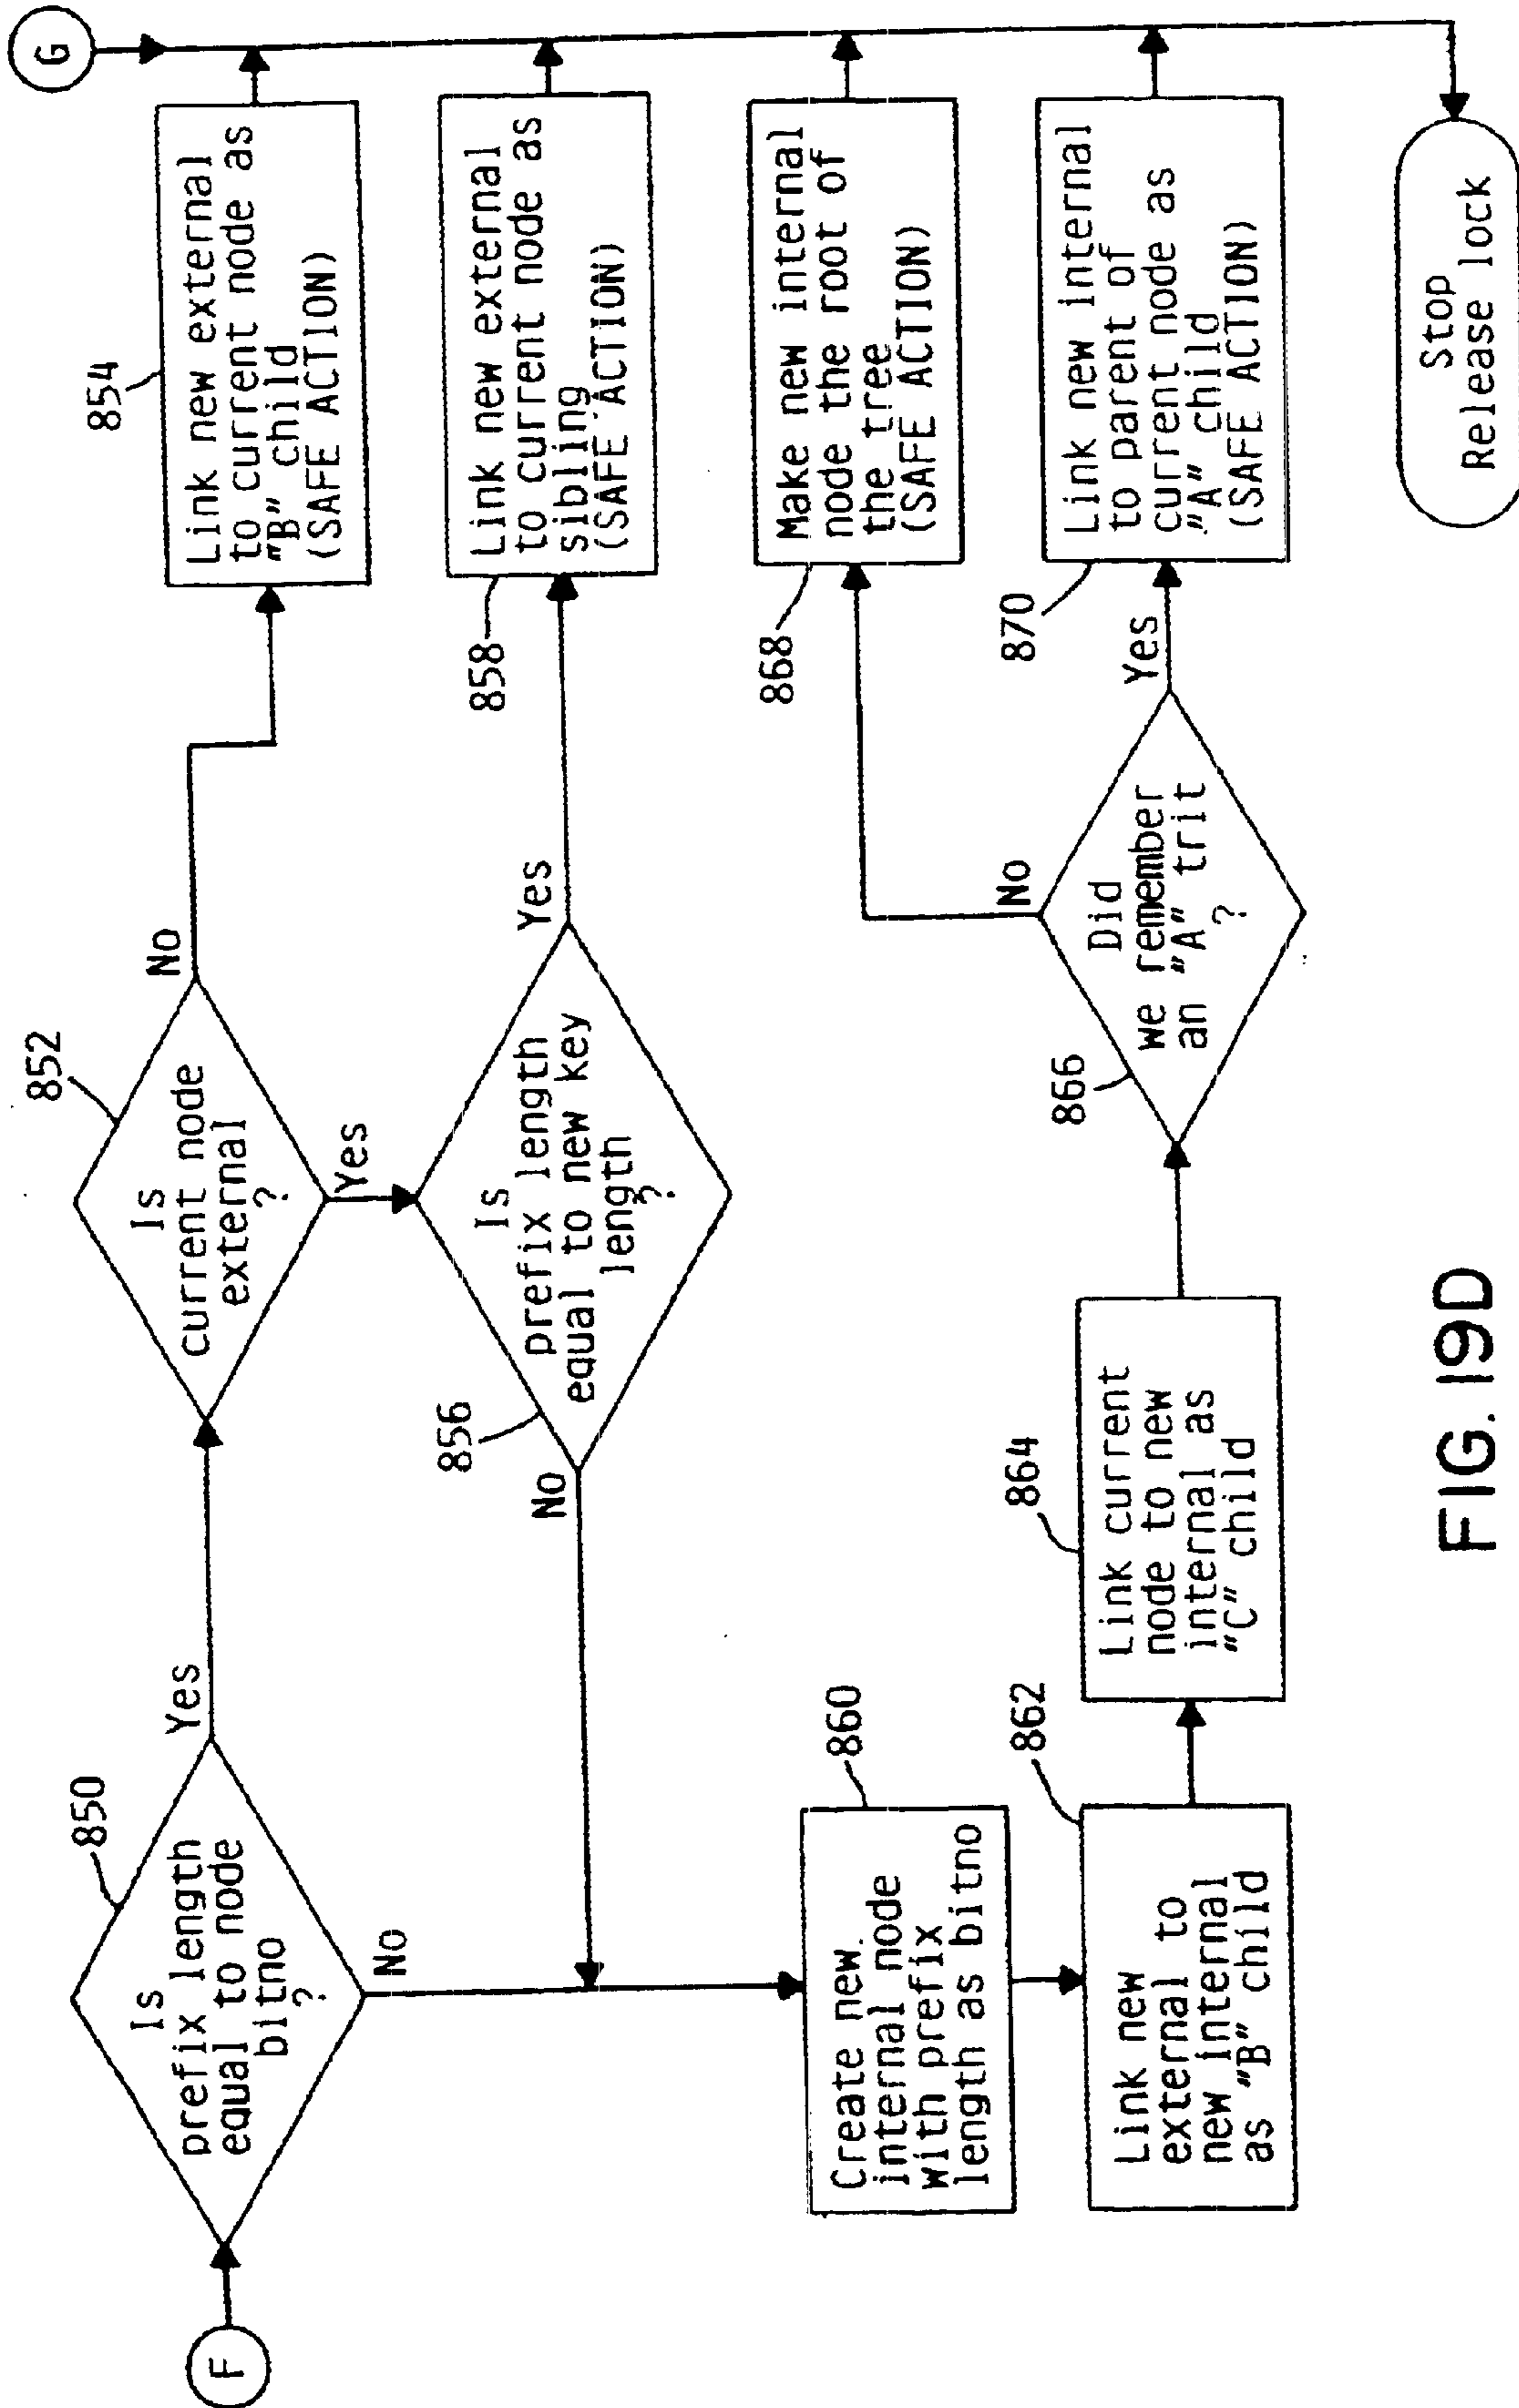 F
850
Is
prefix length
equal to node
bitno
?
Yes
No
852
Is
current node
external
?
No
Yes
854
Link new external
to current node as
"B" child
(SAFE ACTION)
G
856
Is
prefix length
equal to new key
length
?
Yes
No
858
Link new external
to current node as
sibling
(SAFE ACTION)
860
Create new
internal node
with prefix
length as bitno
862
Link new
external to
new internal
as "B" child
864
Link current
node to new
internal as
"C" child
866
Did
we remember
an "A" trit
?
No
Yes
868
Make new internal
node the root of
the tree
(SAFE ACTION)
870
Link new internal
to parent of
current node as
"A" child
(SAFE ACTION)
Stop
Release lock
FIG. 19D